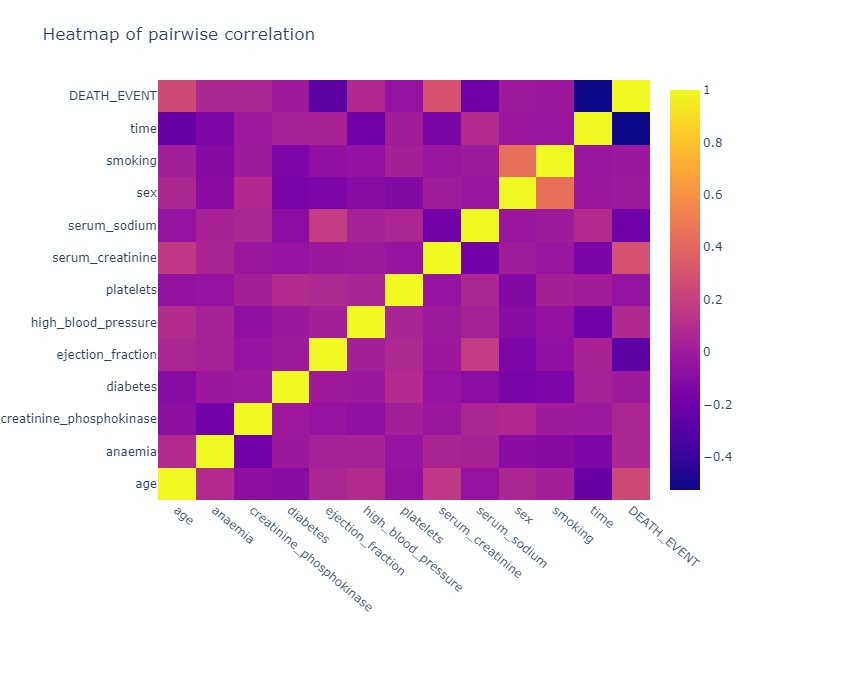 Heatmap of pairwise correlation
DEATH_EVENT
time
smoking
sex
serum_sodium
serum_creatinine
platelets
high_blood_pressure
ejection_fraction
diabetes
creatinine_phosphokinase
anaemia
age
age
anaemia
creatinine_phosphokinase
diabetes
ejection_fraction
high_blood_pressure
platelets
serum_creatinine
serum_sodium
sex
smoking
time
DEATH_EVENT
1
0.8
0.6
0.4
0.2
0
−0.2
−0.4